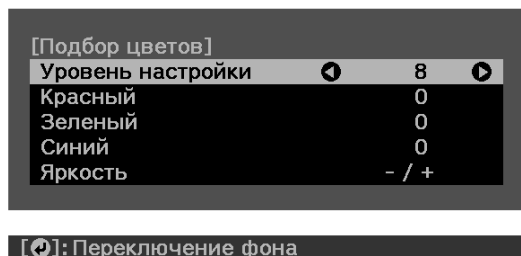 [Подбор цветов]
Уровень настройки 8
Красный 0
Зеленый 0
Синий 0
Яркость - / +
[↵]: Переключение фона